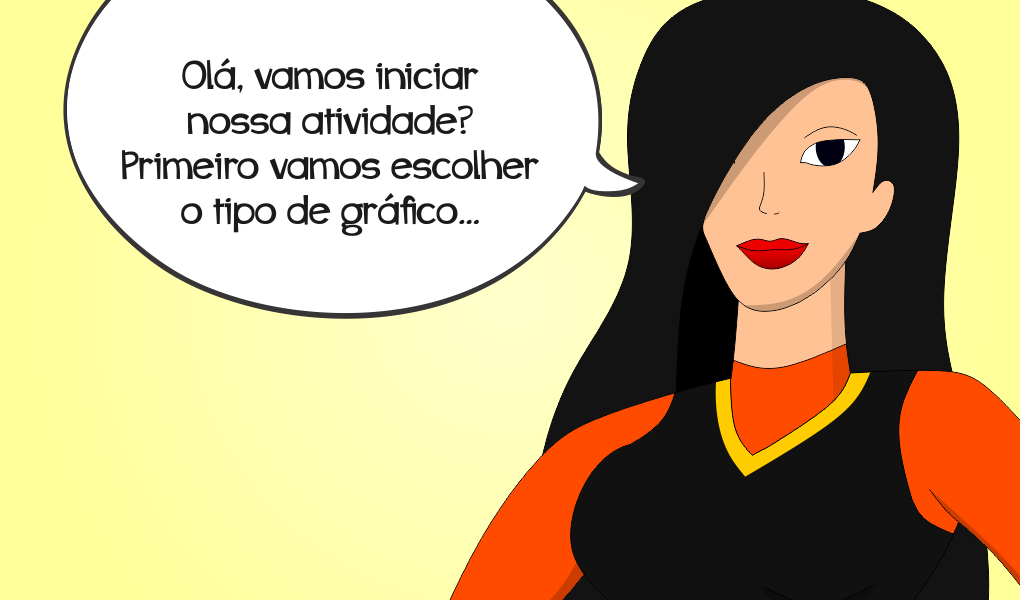 Olá, vamos iniciar
nossa atividade?
Primeiro vamos escolher
o tipo de gráfico...